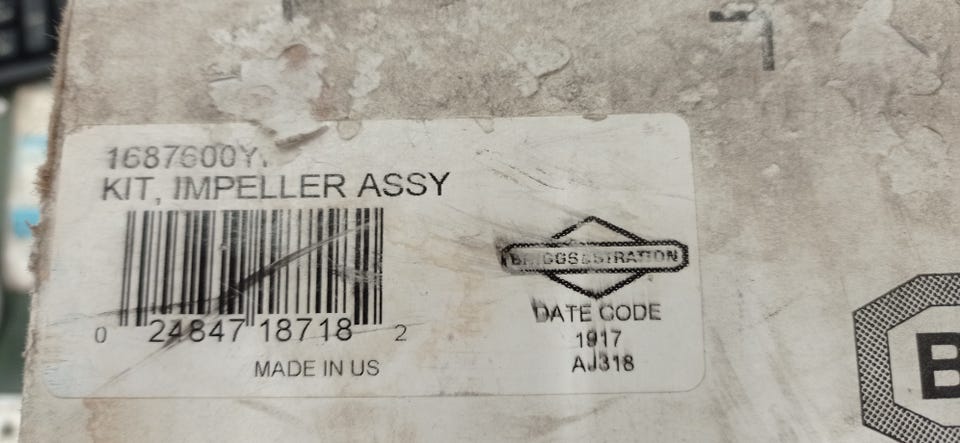 1687600Y
KIT, IMPELLER ASSY
0 24847 18718 2
MADE IN US
BRIGGS&STRATTON
DATE CODE
1917
AJ318
B